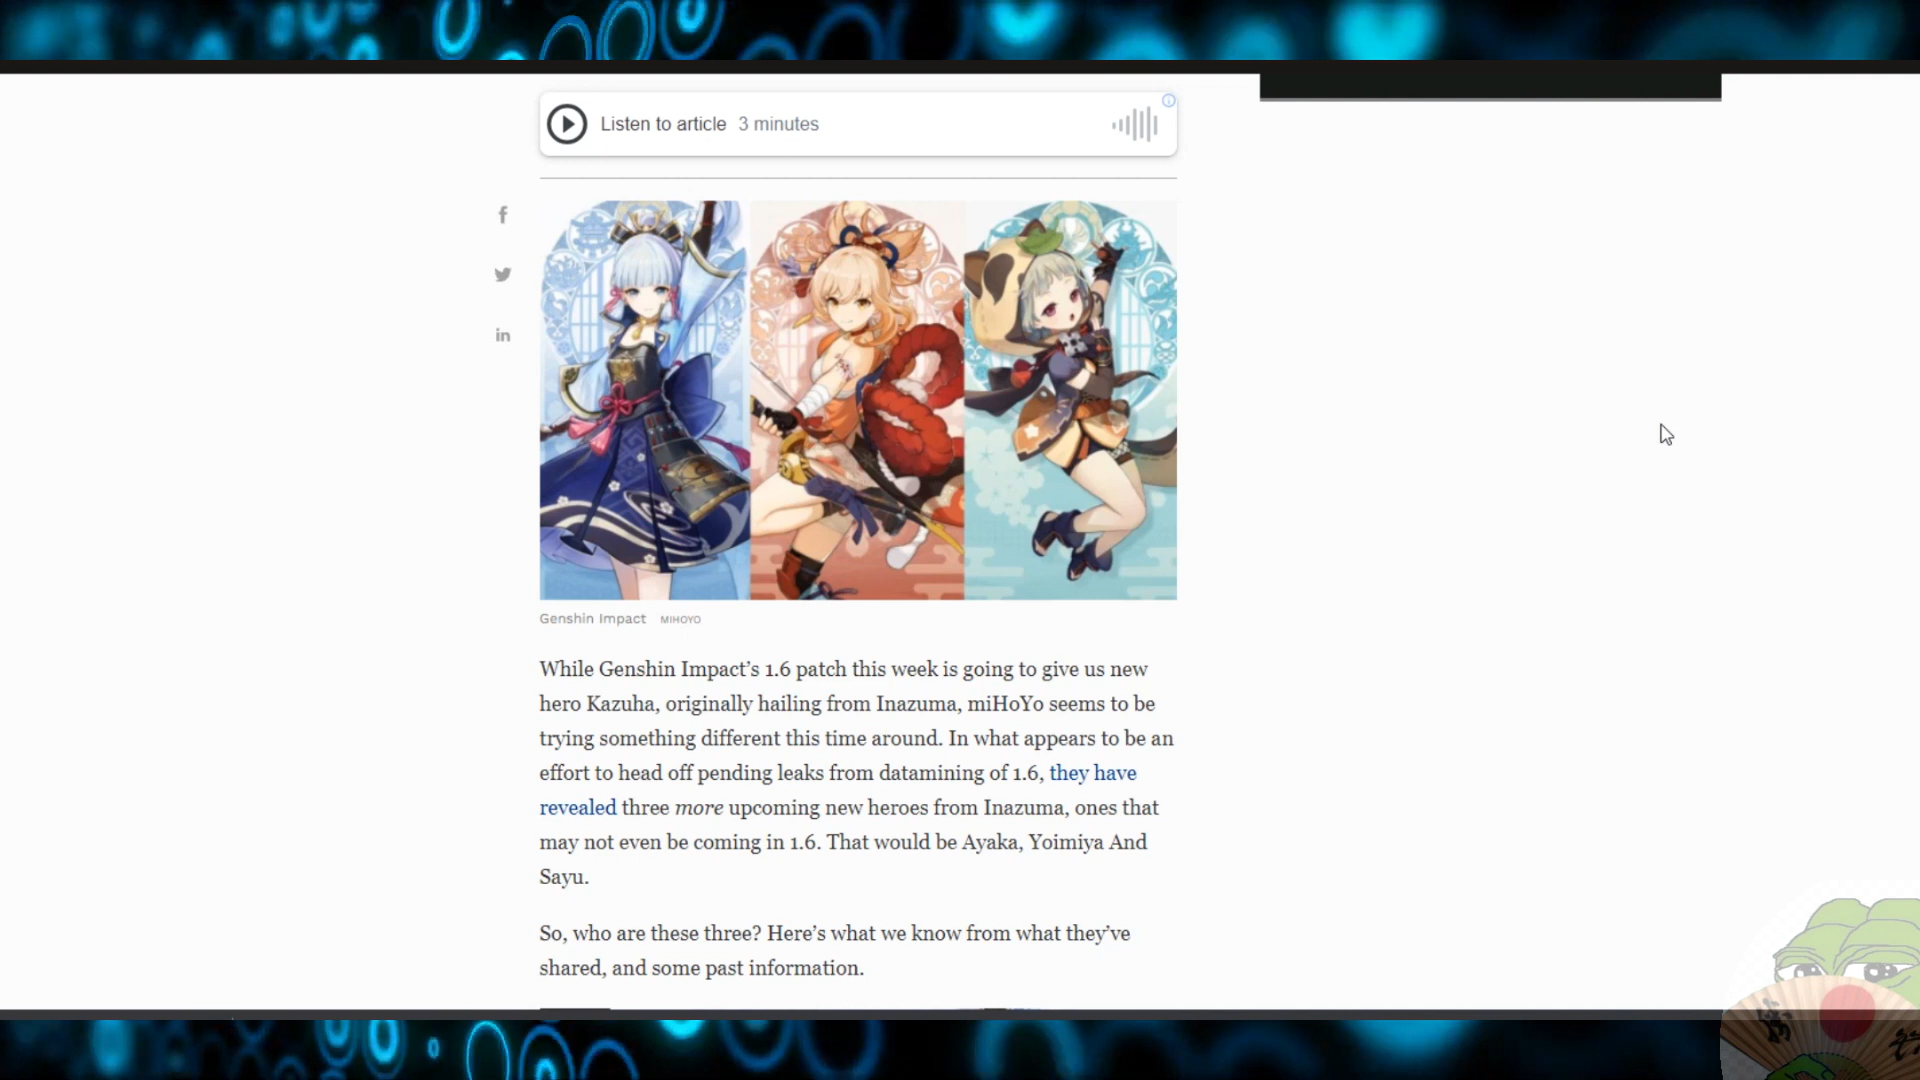 Listen to article 3 minutes
f
in
Genshin Impact MIHOYO
While Genshin Impact’s 1.6 patch this week is going to give us new
hero Kazuha, originally hailing from Inazuma, miHoYo seems to be
trying something different this time around. In what appears to be an
effort to head off pending leaks from datamining of 1.6, they have
revealed three more upcoming new heroes from Inazuma, ones that
may not even be coming in 1.6. That would be Ayaka, Yoimiya And
Sayu.
So, who are these three? Here’s what we know from what they’ve
shared, and some past information.